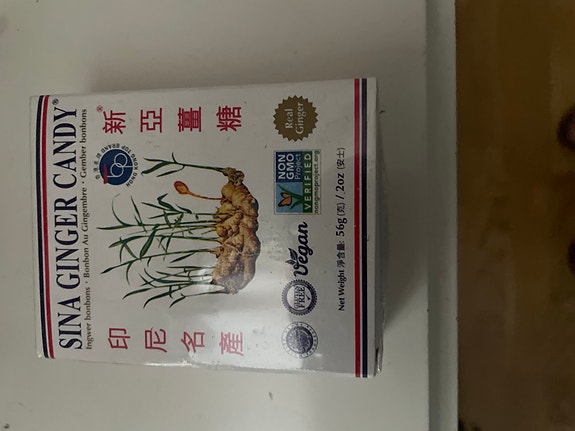 SINA GINGER CANDY®
Ingwer bonbons • Bonbon Au Gingembre • Gember bonbons
印尼名產
新亞薑糖®
Real
Ginger
NON
GMO
Project
VERIFIED
nongmoproject.org
Vegan
FREE
Net Weight 淨含量: 56g(克) / 2oz (安士)